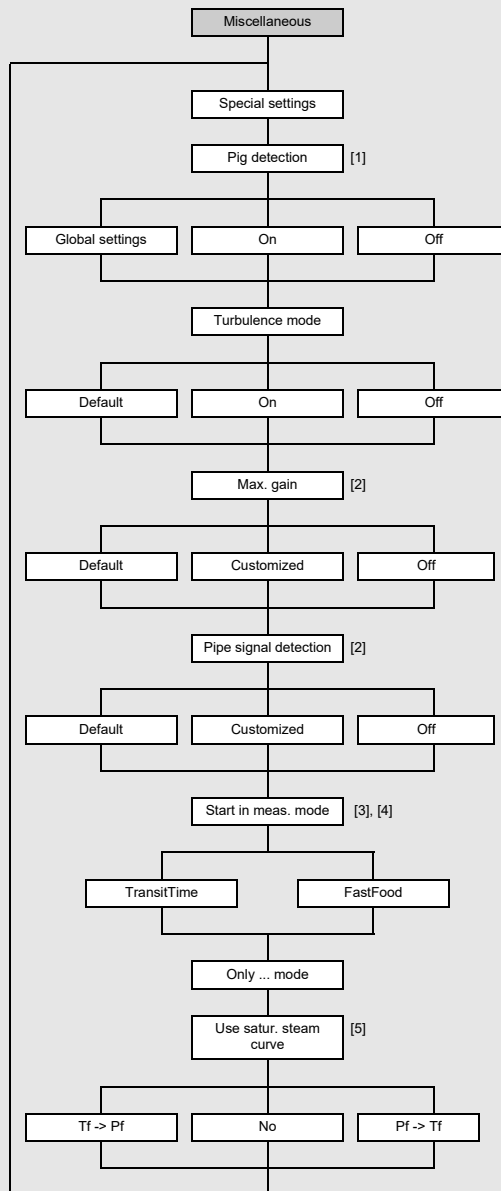 Miscellaneous
Special settings
Pig detection [1]
Global settings On Off
Turbulence mode
Default On Off
Max. gain [2]
Default Customized Off
Pipe signal detection [2]
Default Customized Off
Start in meas. mode [3], [4]
TransitTime FastFood
Only ... mode
Use satur. steam [5]
curve
Tf -> Pf No Pf -> Tf